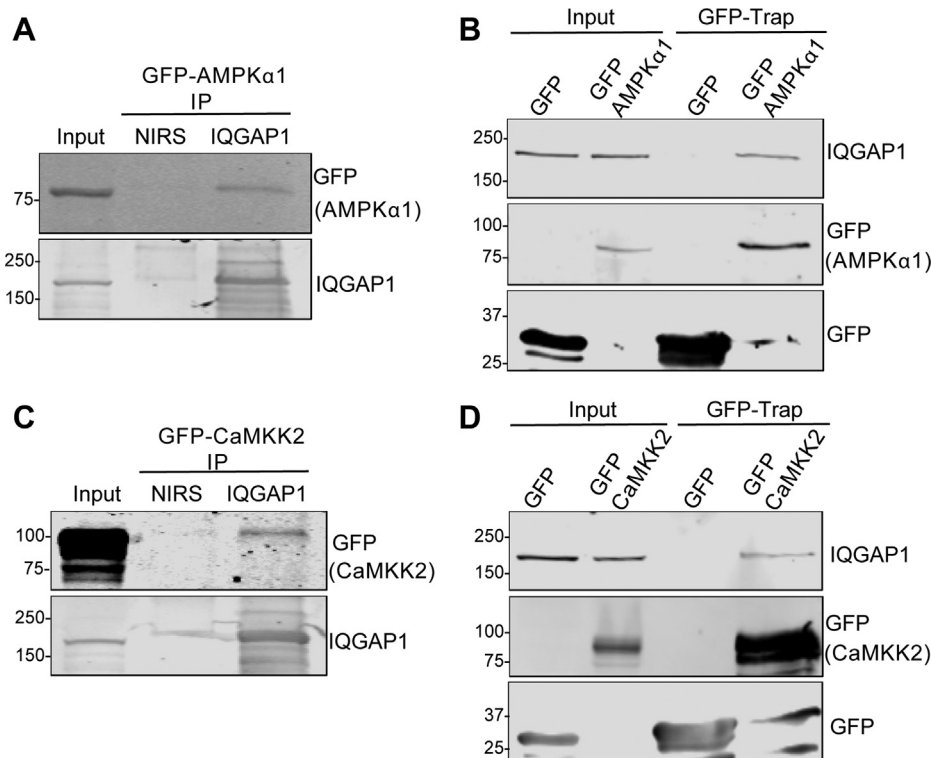 A
GFP-AMPKα1
IP
Input NIRS IQGAP1
75-
GFP
(AMPKα1)
250-
150-
IQGAP1
B
Input GFP-Trap
GFP
GFP
AMPKα1
GFP
GFP
AMPKα1
250-
150-
IQGAP1
100-
75-
GFP
(AMPKα1)
37-
25-
GFP
C
GFP-CaMKK2
IP
Input NIRS IQGAP1
100-
75-
GFP
(CaMKK2)
250-
150-
IQGAP1
D
Input GFP-Trap
GFP
GFP
CaMKK2
GFP
GFP
CaMKK2
250-
150-
IQGAP1
100-
75-
GFP
(CaMKK2)
37-
25-
GFP